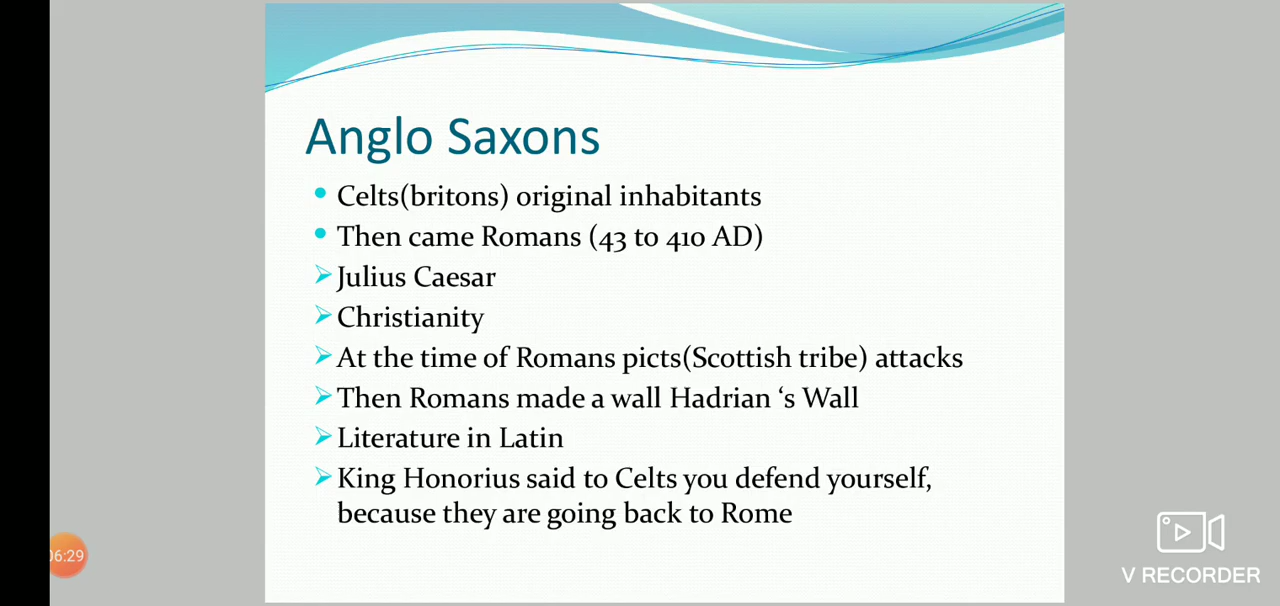 Anglo Saxons
Celts(britons) original inhabitants
Then came Romans (43 to 410 AD)
Julius Caesar
Christianity
At the time of Romans picts(Scottish tribe) attacks
Then Romans made a wall Hadrian ‘s Wall
Literature in Latin
King Honorius said to Celts you defend yourself,
because they are going back to Rome
06:29
V RECORDER